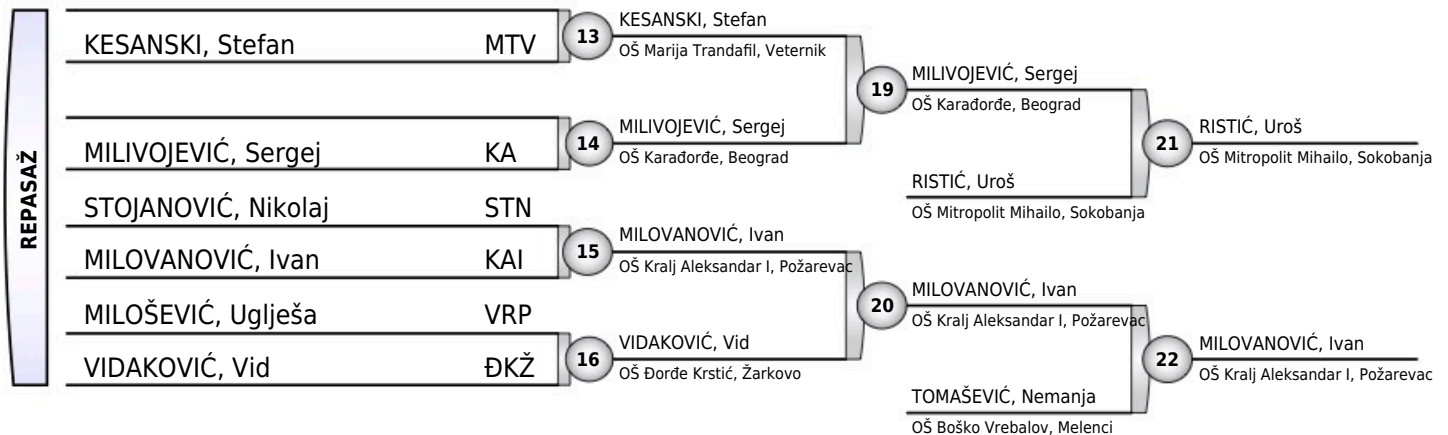 REPASAŽ
KESANSKI, Stefan MTV
MILIVOJEVIĆ, Sergej KA
STOJANOVIĆ, Nikolaj STN
MILOVANOVIĆ, Ivan KAI
MILOŠEVIĆ, Uglješa VRP
VIDAKOVIĆ, Vid ĐKŽ
13
KESANSKI, Stefan
OŠ Marija Trandafil, Veternik
14
MILIVOJEVIĆ, Sergej
OŠ Karađorđe, Beograd
15
MILOVANOVIĆ, Ivan
OŠ Kralj Aleksandar I, Požarevac
16
VIDAKOVIĆ, Vid
OŠ Đorđe Krstić, Žarkovo
19
MILIVOJEVIĆ, Sergej
OŠ Karađorđe, Beograd
RISTIĆ, Uroš
OŠ Mitropolit Mihailo, Sokobanja
20
MILOVANOVIĆ, Ivan
OŠ Kralj Aleksandar I, Požarevac
TOMAŠEVIĆ, Nemanja
OŠ Boško Vrebalov, Melenci
21
RISTIĆ, Uroš
OŠ Mitropolit Mihailo, Sokobanja
22
MILOVANOVIĆ, Ivan
OŠ Kralj Aleksandar I, Požarevac